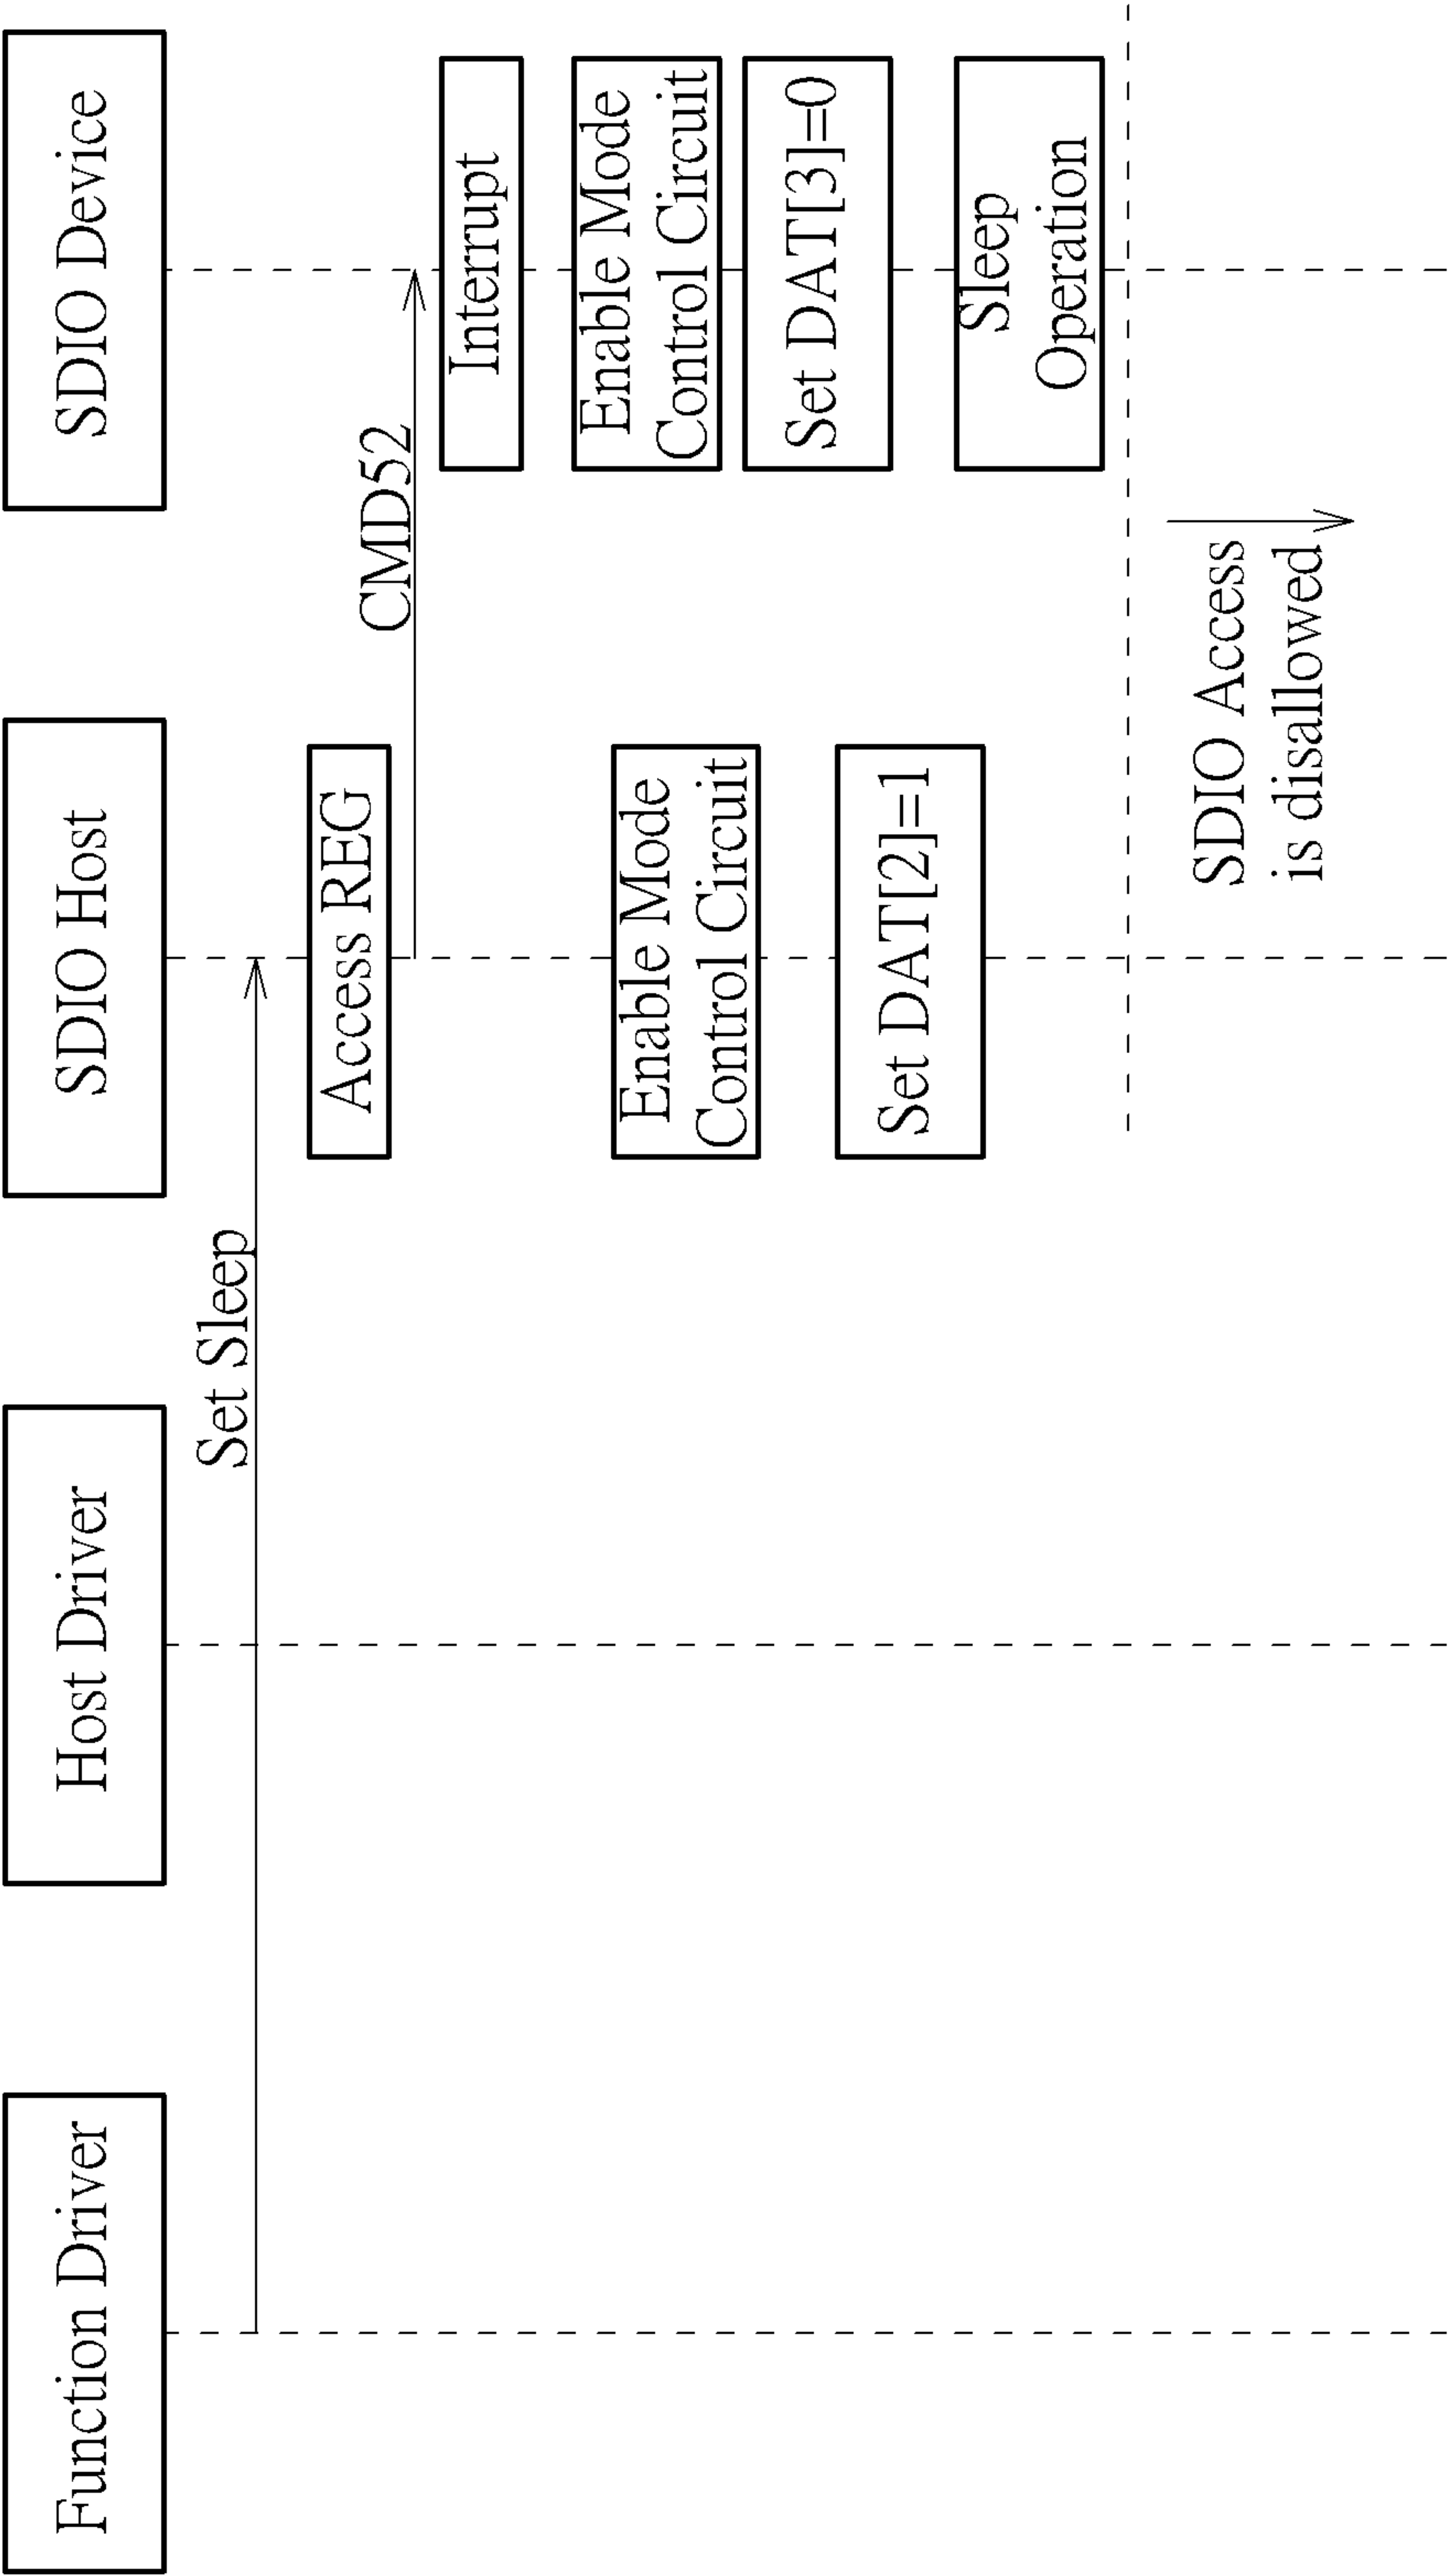 Function Driver
Host Driver
SDIO Host
SDIO Device
Set Sleep
Access REG
CMD52
Interrupt
Enable Mode
Control Circuit
Enable Mode
Control Circuit
Set DAT[3]=0
Set DAT[2]=1
Sleep
Operation
SDIO Access
is disallowed